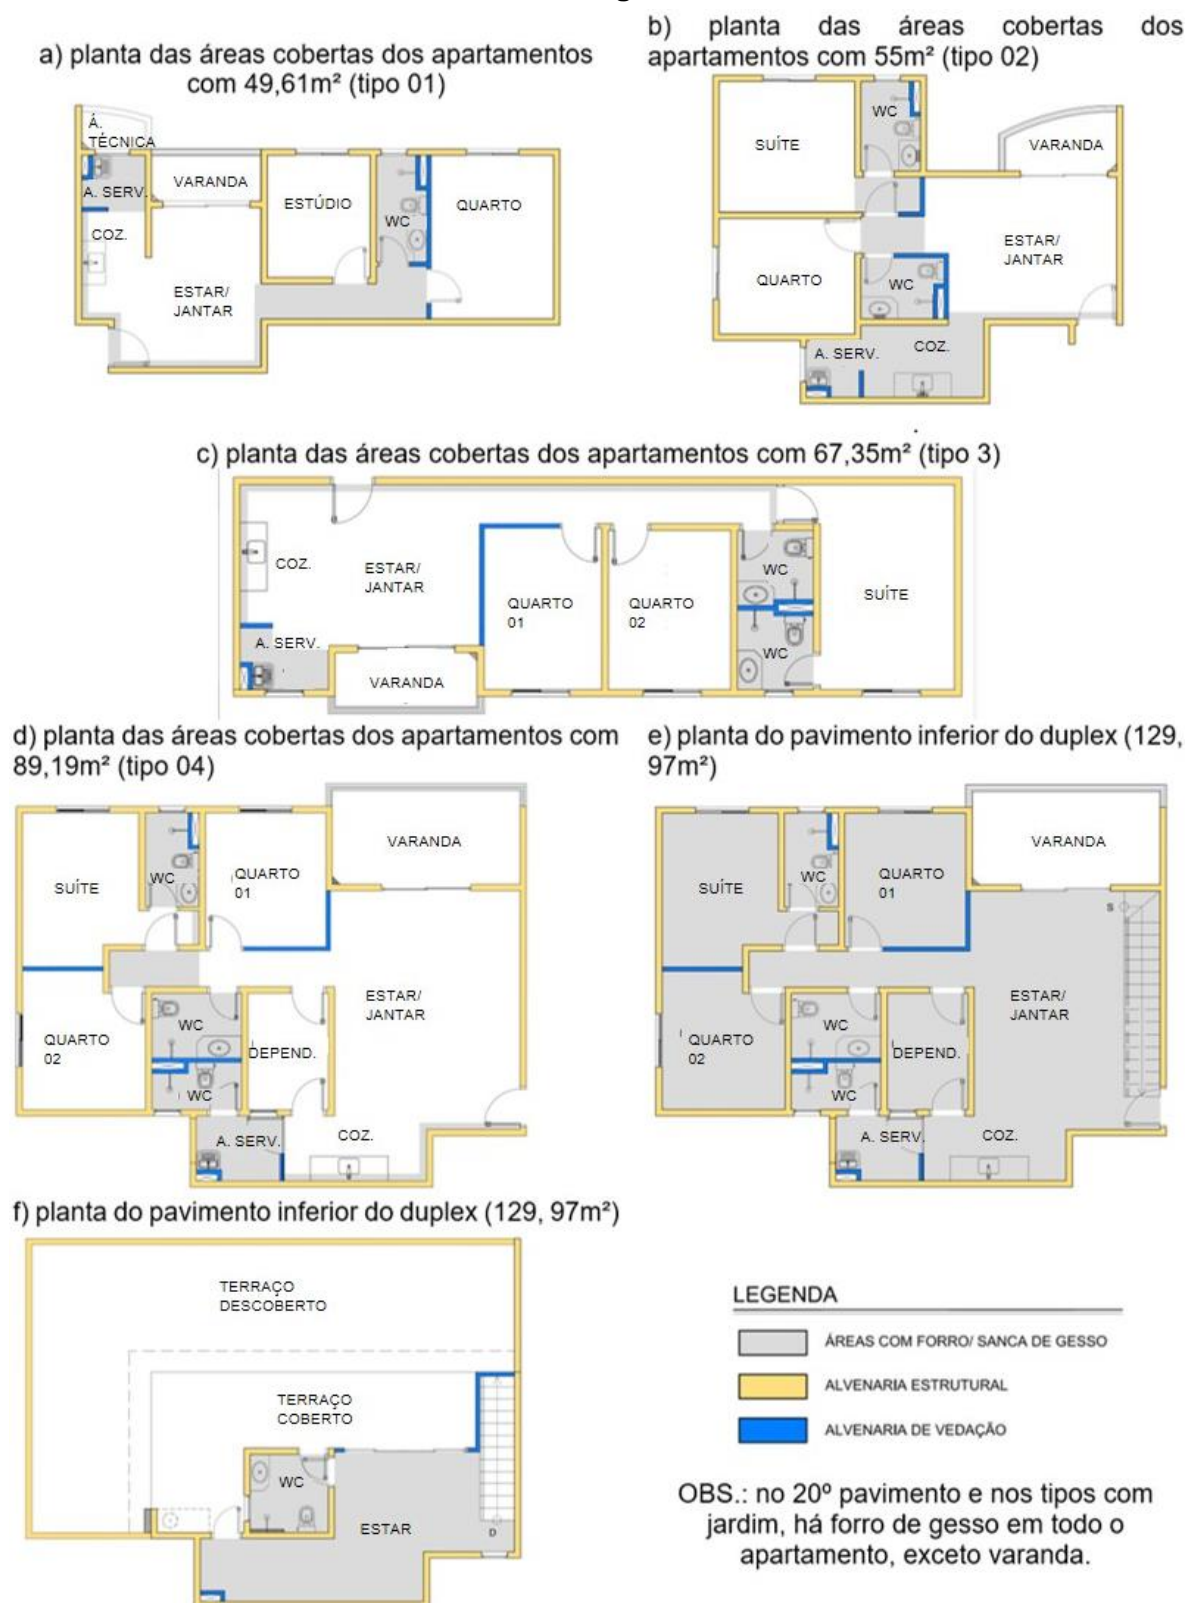 a) planta das áreas cobertas dos apartamentos
com 49,61m² (tipo 01)
Á.
TÉCNICA
A. SERV.
VARANDA
COZ.
ESTAR/
JANTAR
ESTÚDIO
WC
QUARTO
b) planta das áreas cobertas dos
apartamentos com 55m² (tipo 02)
SUÍTE
WC
VARANDA
ESTAR/
JANTAR
QUARTO
WC
A. SERV.
COZ.
c) planta das áreas cobertas dos apartamentos com 67,35m² (tipo 3)
COZ.
ESTAR/
JANTAR
A. SERV.
VARANDA
QUARTO
01
QUARTO
02
WC
WC
SUÍTE
d) planta das áreas cobertas dos apartamentos com
89,19m² (tipo 04)
SUÍTE
WC
QUARTO
01
VARANDA
ESTAR/
JANTAR
QUARTO
02
WC
DEPEND.
WC
A. SERV.
COZ.
e) planta do pavimento inferior do duplex (129,
97m²)
SUÍTE
WC
QUARTO
01
VARANDA
S
ESTAR/
JANTAR
QUARTO
02
WC
DEPEND.
WC
A. SERV.
COZ.
f) planta do pavimento inferior do duplex (129, 97m²)
TERRAÇO
DESCOBERTO
TERRAÇO
COBERTO
WC
ESTAR
D
LEGENDA
ÁREAS COM FORRO/ SANCA DE GESSO
ALVENARIA ESTRUTURAL
ALVENARIA DE VEDAÇÃO
OBS.: no 20º pavimento e nos tipos com
jardim, há forro de gesso em todo o
apartamento, exceto varanda.